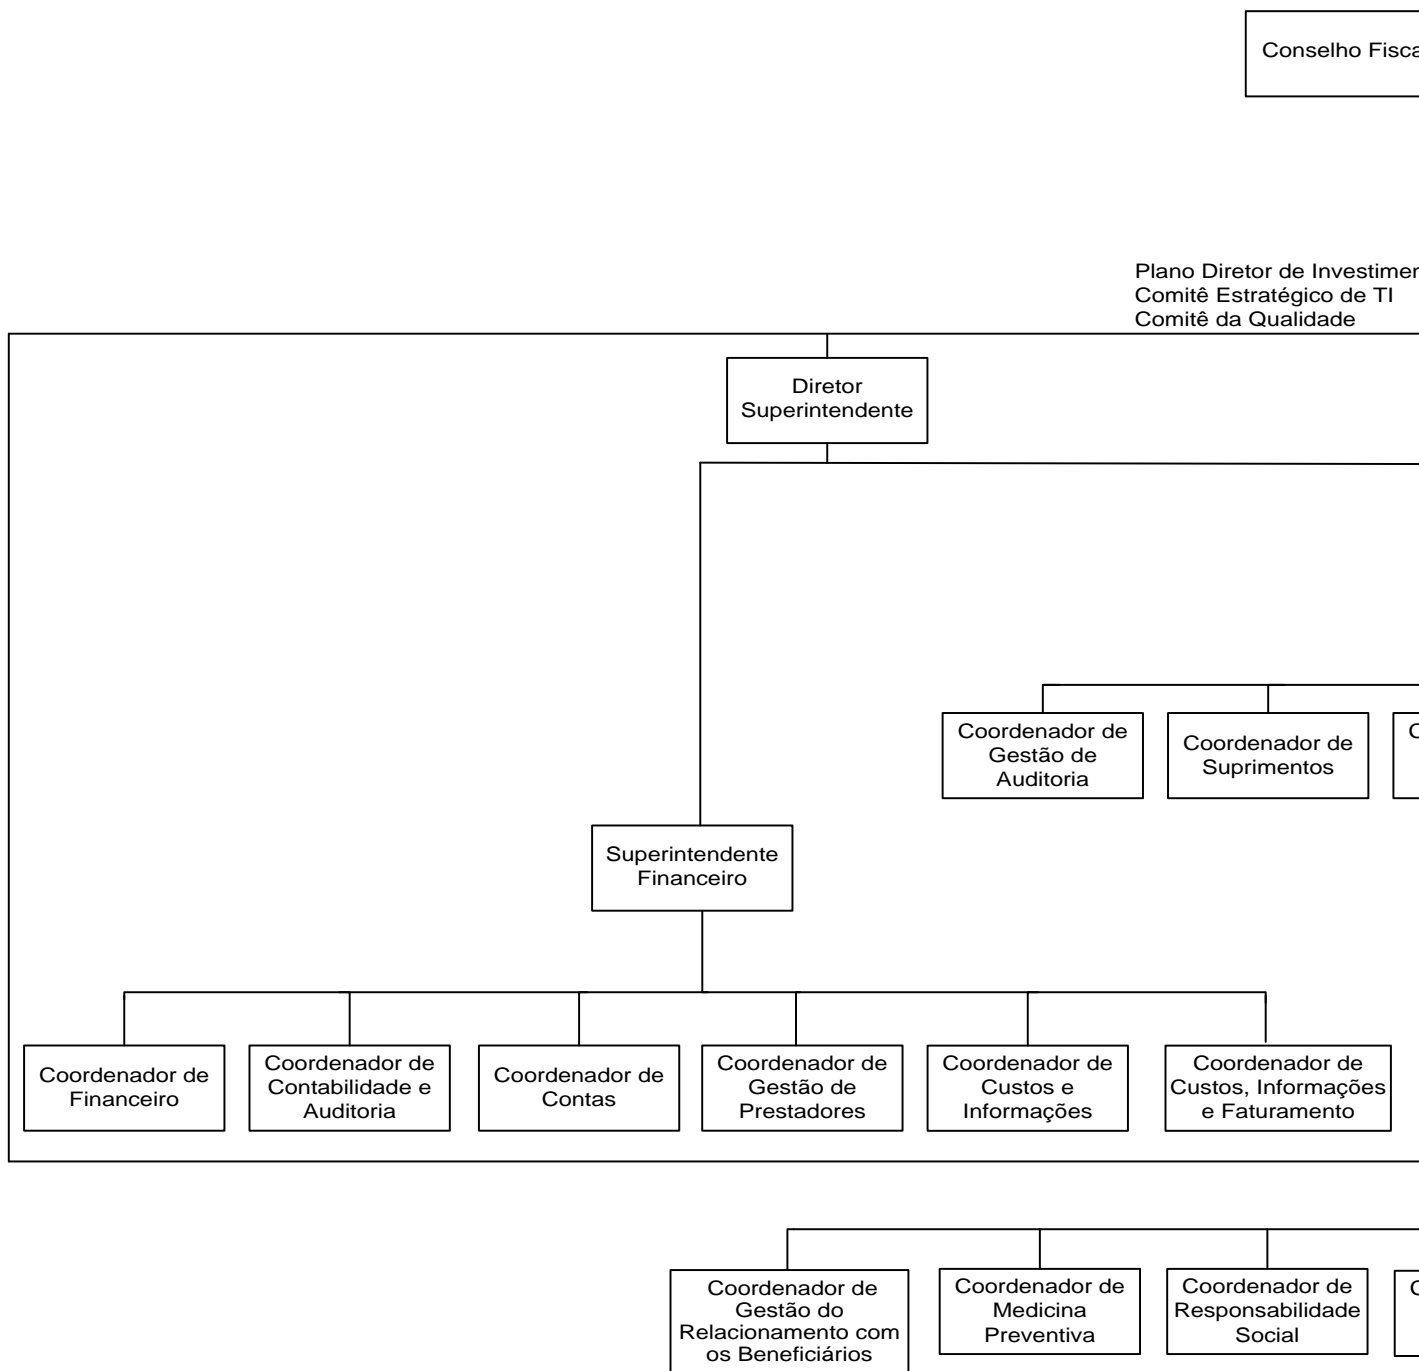 Conselho Fisca
Plano Diretor de Investimen
Comitê Estratégico de TI
Comitê da Qualidade
Diretor
Superintendente
Coordenador de
Gestão de
Auditoria
Coordenador de
Suprimentos
C
Superintendente
Financeiro
Coordenador de
Financeiro
Coordenador de
Contabilidade e
Auditoria
Coordenador de
Contas
Coordenador de
Gestão de
Prestadores
Coordenador de
Custos e
Informações
Coordenador de
Custos, Informações
e Faturamento
Coordenador de
Gestão do
Relacionamento com
os Beneficiários
Coordenador de
Medicina
Preventiva
Coordenador de
Responsabilidade
Social
C